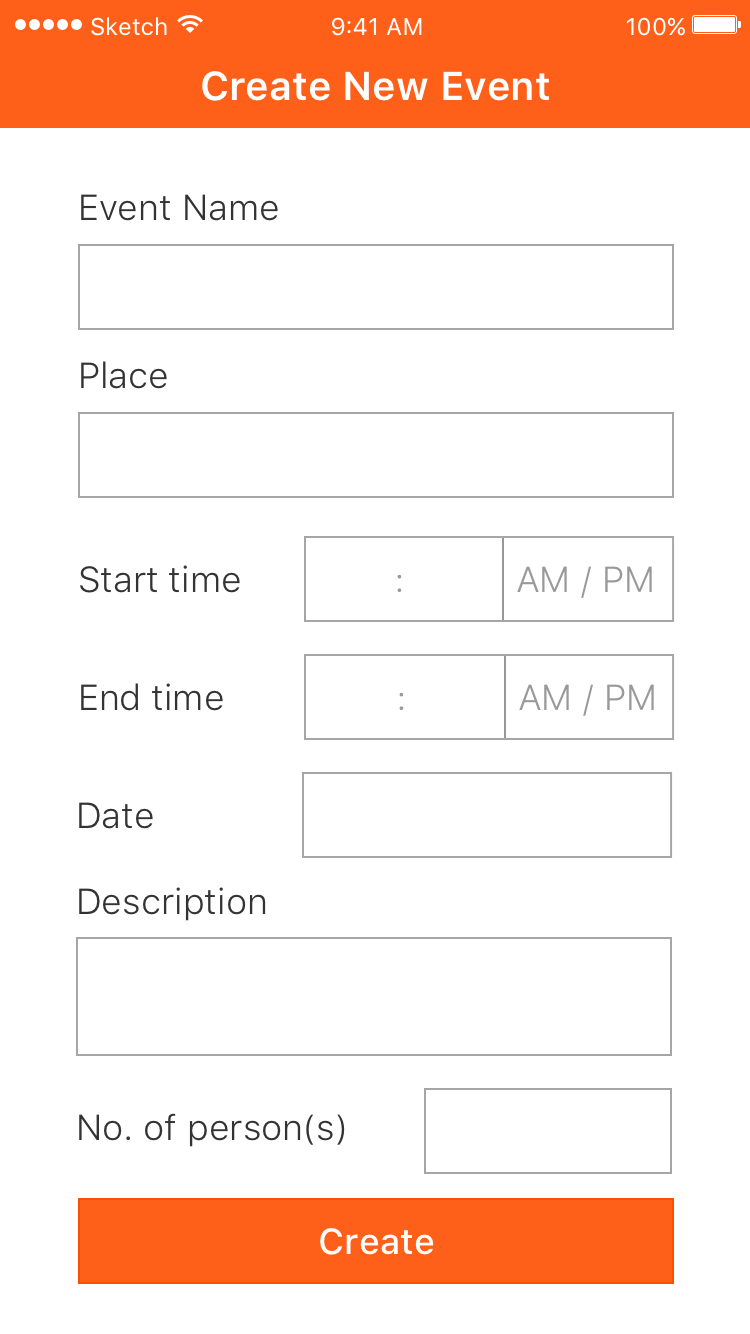 Sketch 9:41 AM 100%
Create New Event
Event Name
Place
Start time : AM / PM
End time : AM / PM
Date
Description
No. of person(s)
Create